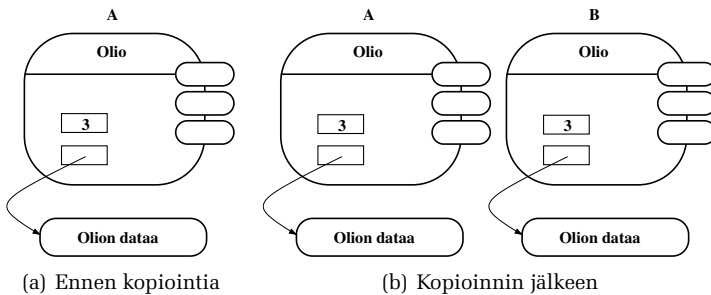 A A B
Olio Olio Olio
3 3 3
Olion dataa Olion dataa Olion dataa
(a) Ennen kopiointia (b) Kopioinnin jälkeen